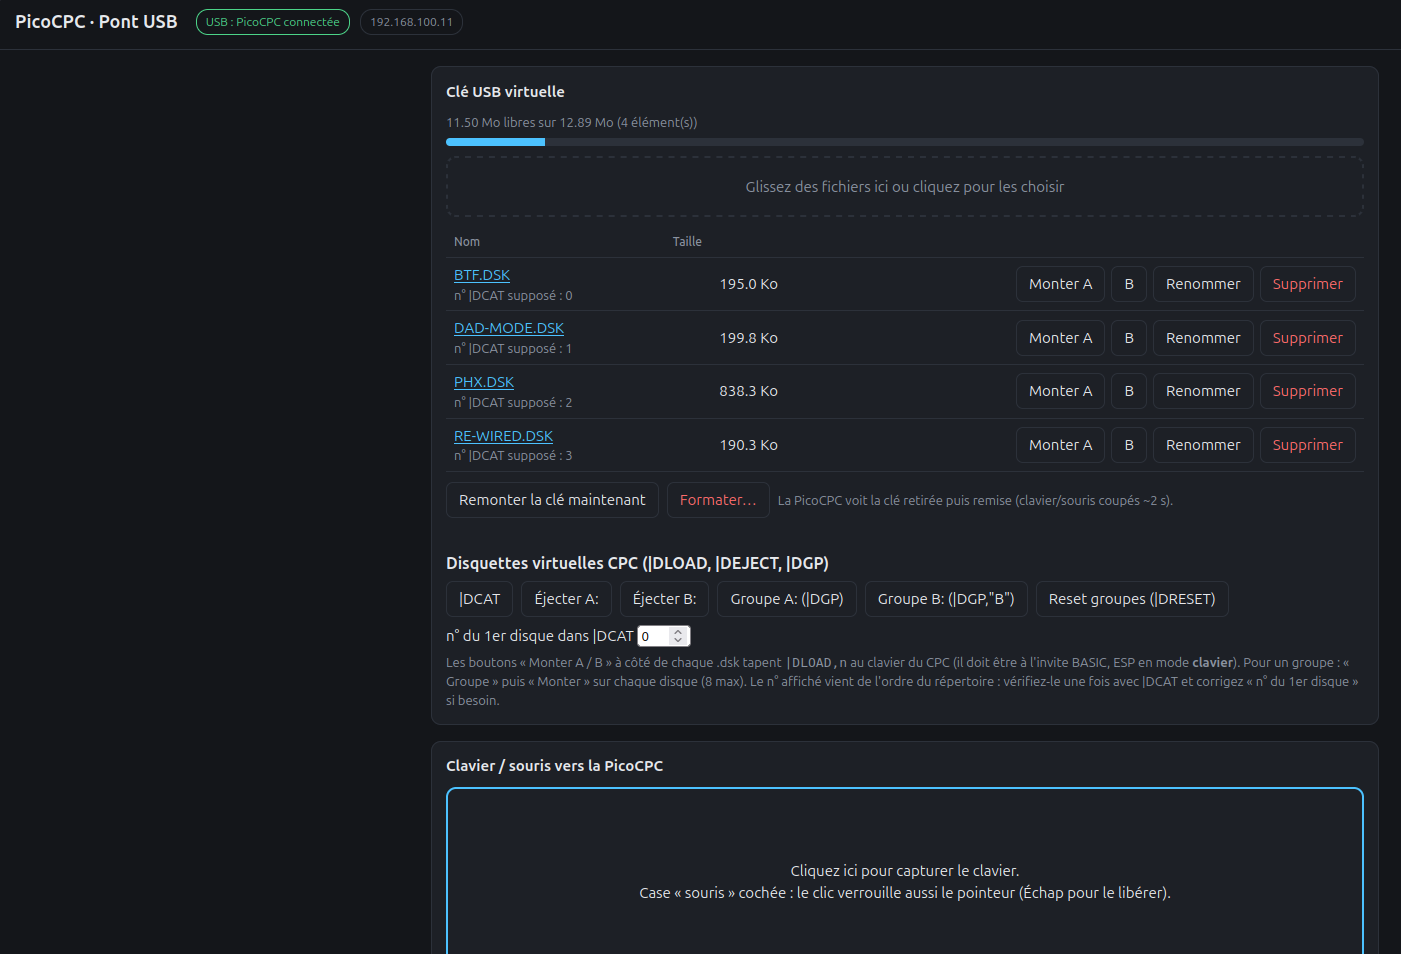 PicoCPC · Pont USB
USB : PicoCPC connectée
192.168.100.11
Clé USB virtuelle
11.50 Mo libres sur 12.89 Mo (4 élément(s))
Glissez des fichiers ici ou cliquez pour les choisir
Nom Taille
BTF.DSK
n° |DCAT supposé : 0
195.0 Ko Monter A B Renommer Supprimer
DAD-MODE.DSK
n° |DCAT supposé : 1
199.8 Ko Monter A B Renommer Supprimer
PHX.DSK
n° |DCAT supposé : 2
838.3 Ko Monter A B Renommer Supprimer
RE-WIRED.DSK
n° |DCAT supposé : 3
190.3 Ko Monter A B Renommer Supprimer
Remonter la clé maintenant Formater… La PicoCPC voit la clé retirée puis remise (clavier/souris coupés ~2 s).
Disquettes virtuelles CPC (|DLOAD, |DEJECT, |DGP)
|DCAT Éjecter A: Éjecter B: Groupe A: (|DGP) Groupe B: (|DGP,"B") Reset groupes (|DRESET)
n° du 1er disque dans |DCAT 0
Les boutons « Monter A / B » à côté de chaque .dsk tapent |DLOAD,n au clavier du CPC (il doit être à l'invite BASIC, ESP en mode clavier). Pour un groupe : «
Groupe » puis « Monter » sur chaque disque (8 max). Le n° affiché vient de l'ordre du répertoire : vérifiez-le une fois avec |DCAT et corrigez « n° du 1er disque »
si besoin.
Clavier / souris vers la PicoCPC
Cliquez ici pour capturer le clavier.
Case « souris » cochée : le clic verrouille aussi le pointeur (Échap pour le libérer).